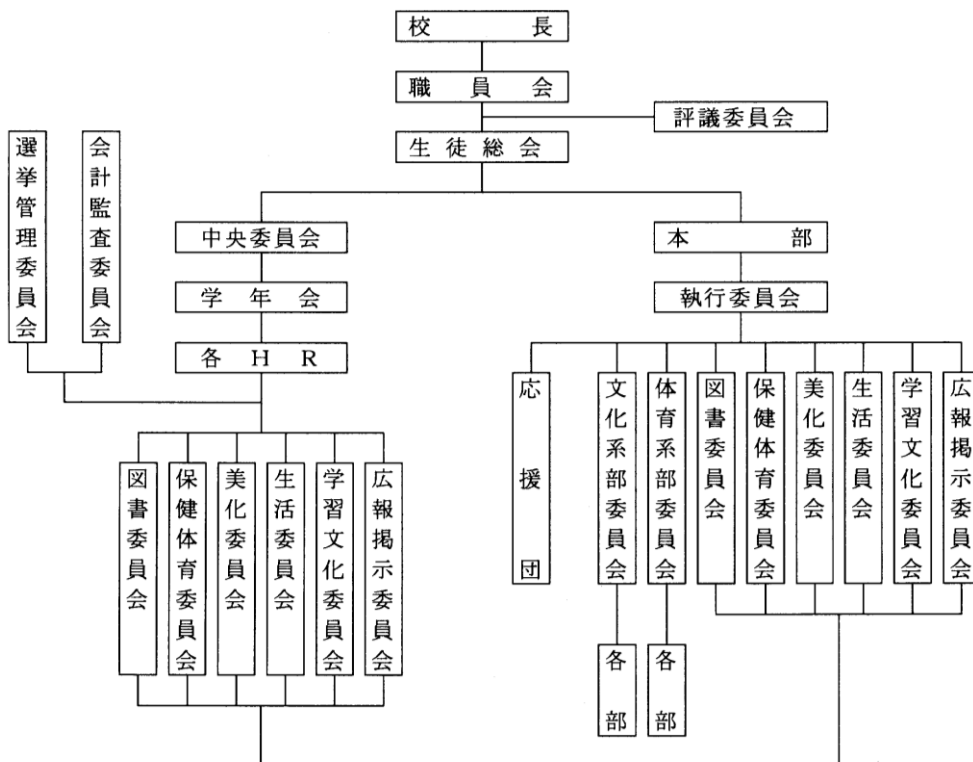 校長
職員会
評議委員会
生徒総会
選挙管理委員会
会計監査委員会
中央委員会
本部
学年会
執行委員会
各HR
応援団
文化系部委員会
体育系部委員会
図書委員会
保健体育委員会
美化委員会
生活委員会
学習文化委員会
広報掲示委員会
図書委員会
保健体育委員会
美化委員会
生活委員会
学習文化委員会
広報掲示委員会
各部
各部